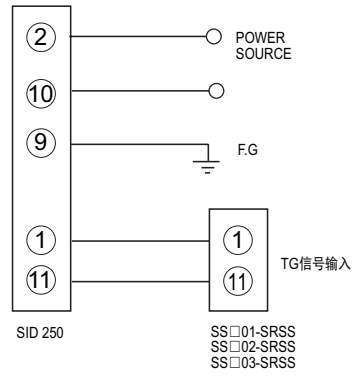 ②
POWER
SOURCE
⑩
⑨
F.G
① ①
TG信号输入
⑪ ⑪
SID 250
SS□01-SRSS
SS□02-SRSS
SS□03-SRSS